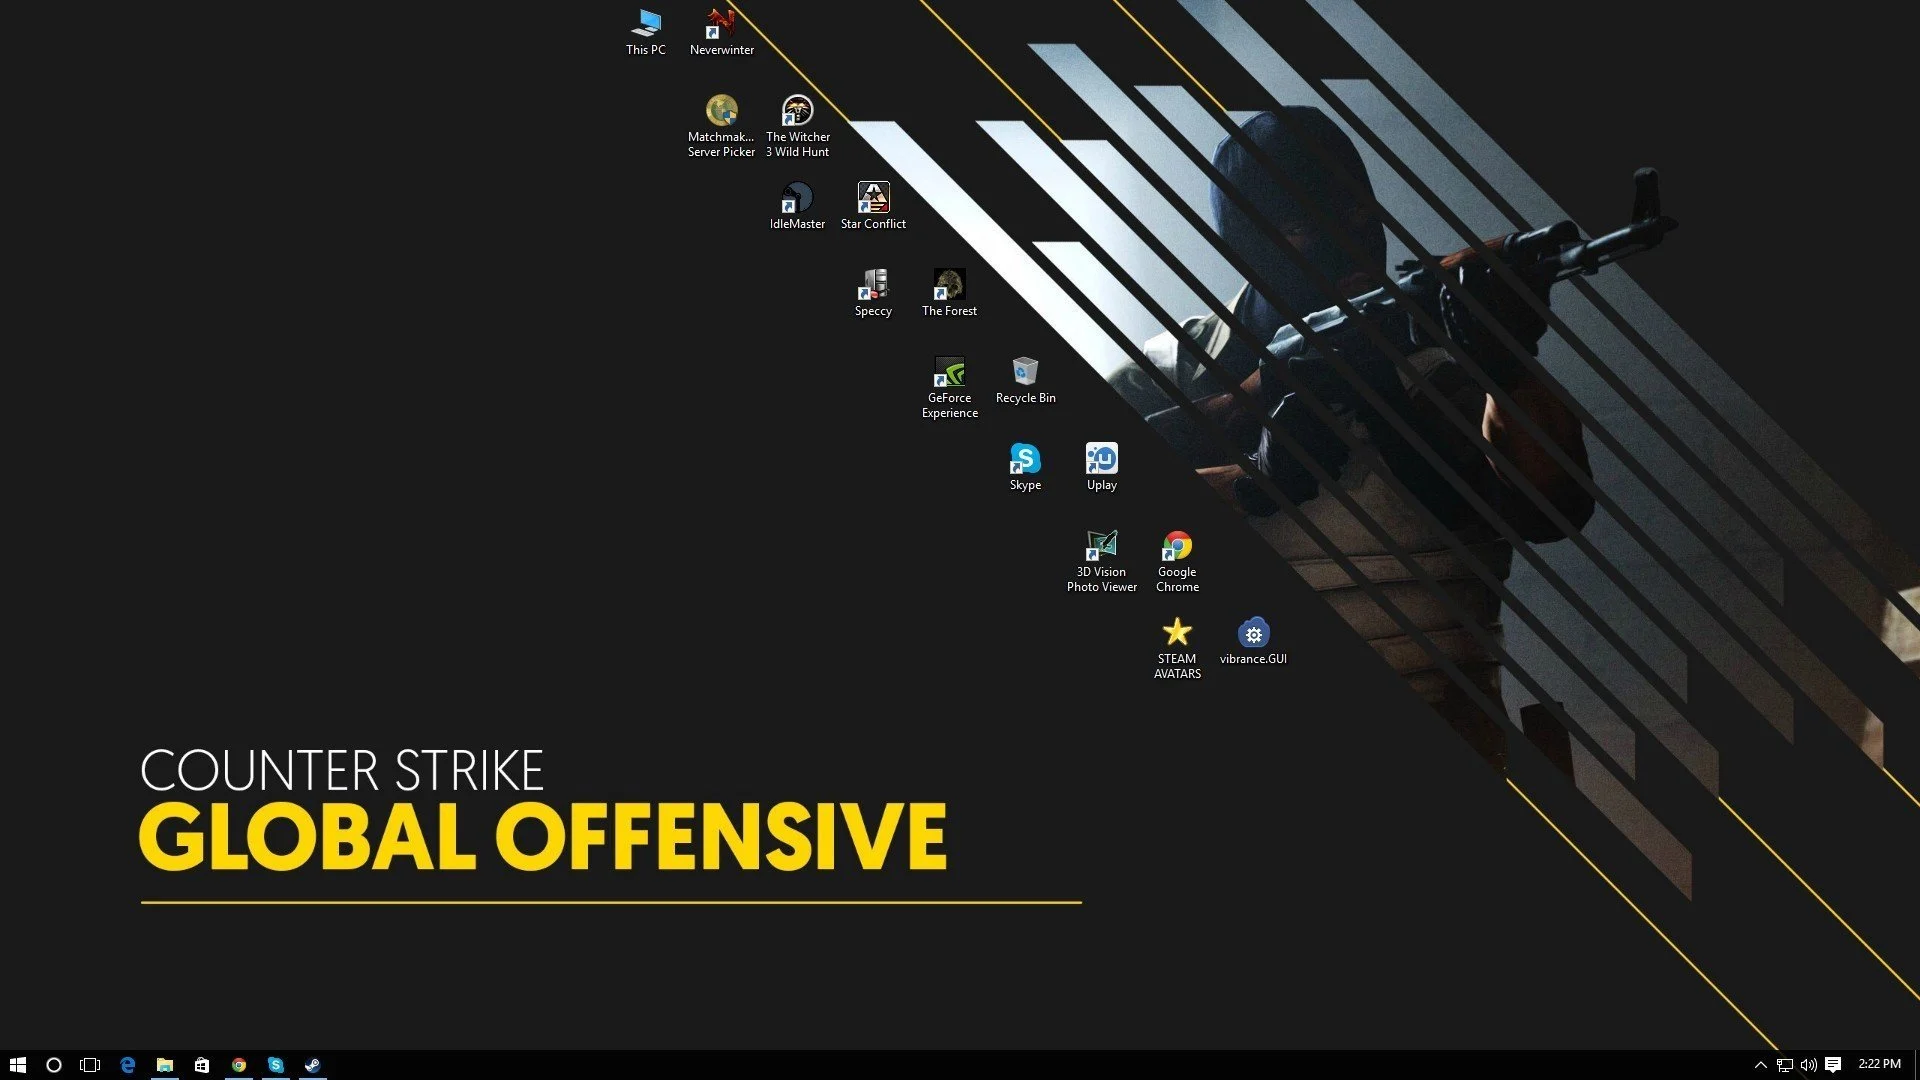 This PC
Neverwinter
Matchmak...
Server Picker
The Witcher
3 Wild Hunt
IdleMaster
Star Conflict
Speccy
The Forest
GeForce
Experience
Recycle Bin
Skype
Uplay
3D Vision
Photo Viewer
Google
Chrome
STEAM
AVATARS
vibrance.GUI
COUNTER STRIKE
GLOBAL OFFENSIVE
2:22 PM